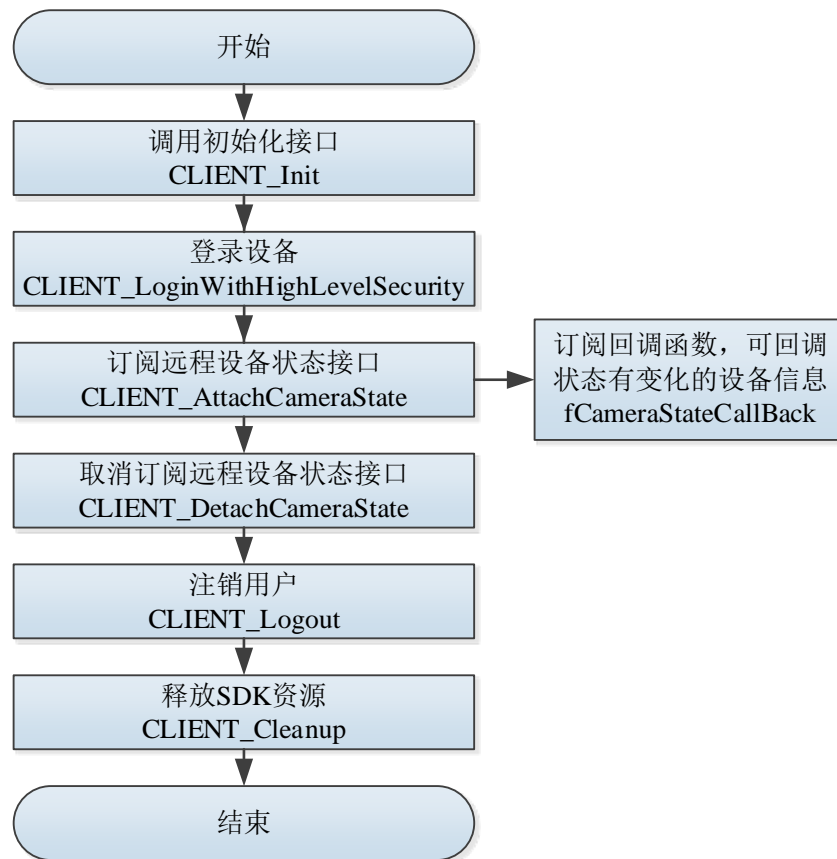 开始
调用初始化接口
CLIENT_Init
登录设备
CLIENT_LoginWithHighLevelSecurity
订阅远程设备状态接口
CLIENT_AttachCameraState
订阅回调函数，可回调
状态有变化的设备信息
fCameraStateCallBack
取消订阅远程设备状态接口
CLIENT_DetachCameraState
注销用户
CLIENT_Logout
释放SDK资源
CLIENT_Cleanup
结束